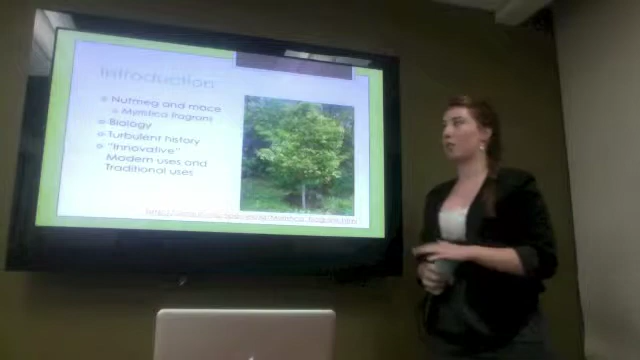 Introduction
Nutmeg and mace
Myristica fragrans
Biology
Turbulent history
"Innovative"
Modern uses and
Traditional uses